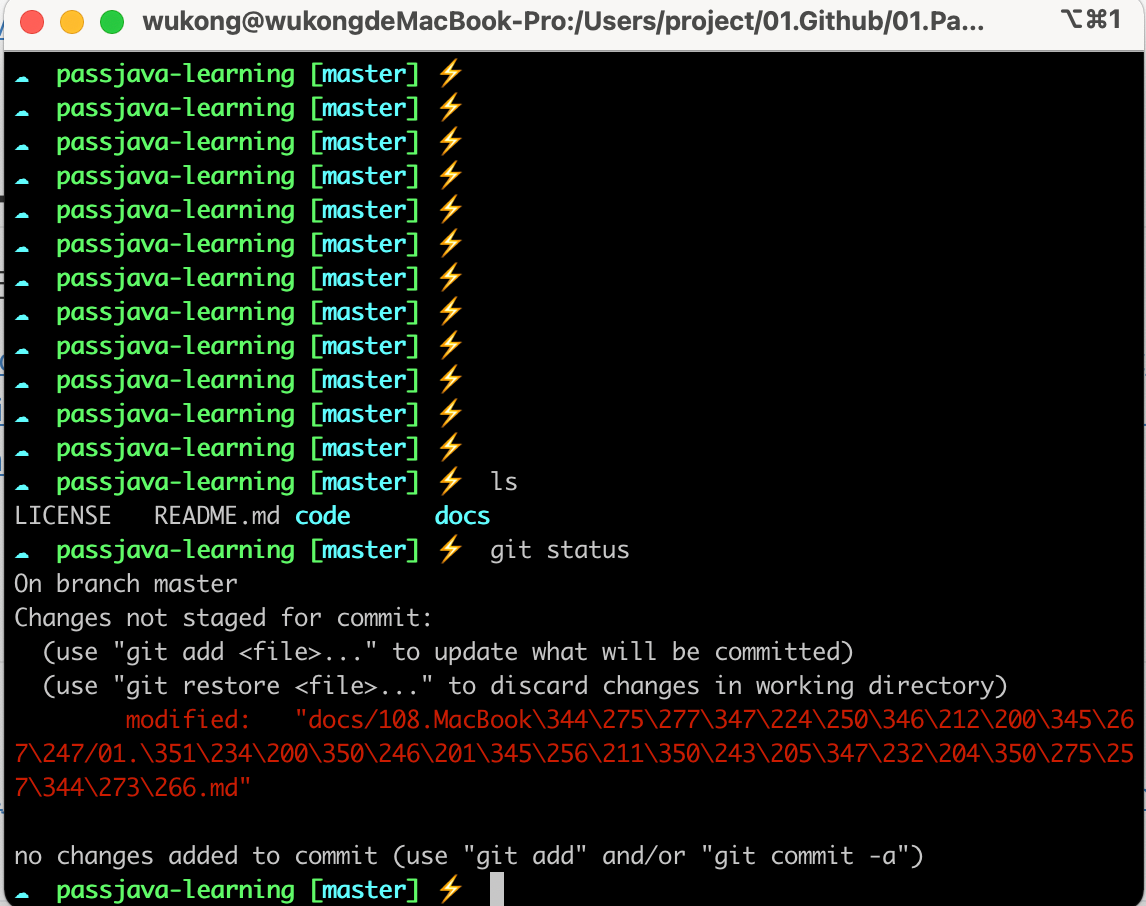 wukong@wukongdeMacBook-Pro:/Users/project/01.Github/01.Pa... ⌥⌘1
☁  passjava-learning [master] ⚡
☁  passjava-learning [master] ⚡
☁  passjava-learning [master] ⚡
☁  passjava-learning [master] ⚡
☁  passjava-learning [master] ⚡
☁  passjava-learning [master] ⚡
☁  passjava-learning [master] ⚡
☁  passjava-learning [master] ⚡
☁  passjava-learning [master] ⚡
☁  passjava-learning [master] ⚡
☁  passjava-learning [master] ⚡
☁  passjava-learning [master] ⚡
☁  passjava-learning [master] ⚡  ls
LICENSE   README.md code      docs
☁  passjava-learning [master] ⚡  git status
On branch master
Changes not staged for commit:
  (use "git add <file>..." to update what will be committed)
  (use "git restore <file>..." to discard changes in working directory)
        modified:   "docs/108.MacBook\344\275\277\347\224\250\346\212\200\345\26
7\247/01.\351\234\200\350\246\201\345\256\211\350\243\205\347\232\204\350\275\25
7\344\273\266.md"
no changes added to commit (use "git add" and/or "git commit -a")
☁  passjava-learning [master] ⚡